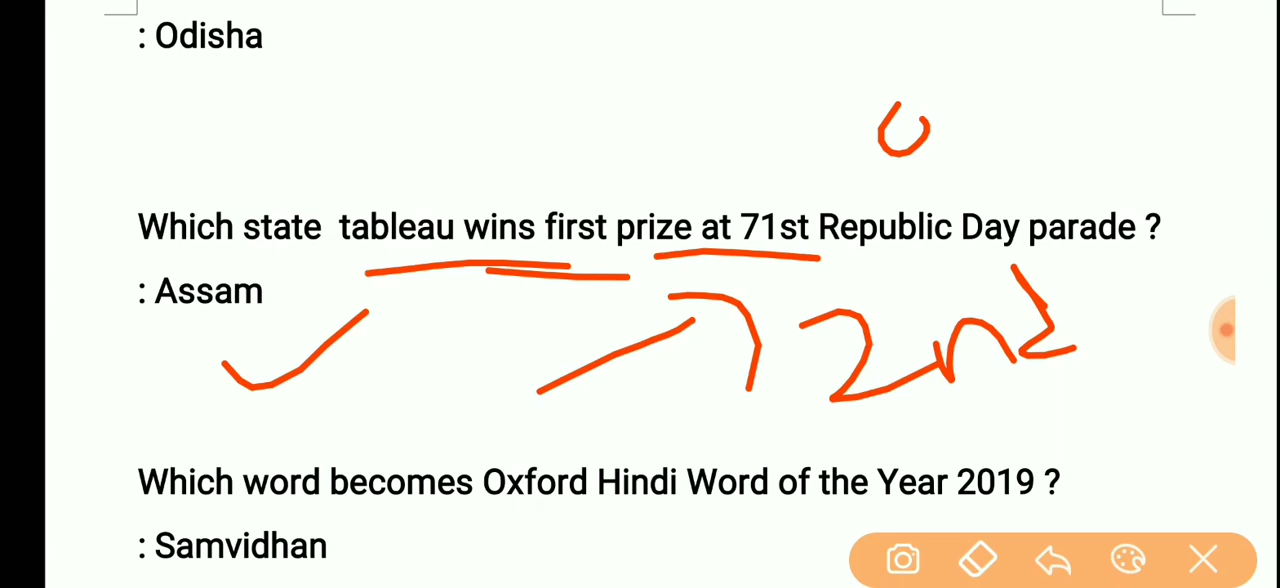 : Odisha
Which state tableau wins first prize at 71st Republic Day parade ?
: Assam
72nd
Which word becomes Oxford Hindi Word of the Year 2019 ?
: Samvidhan